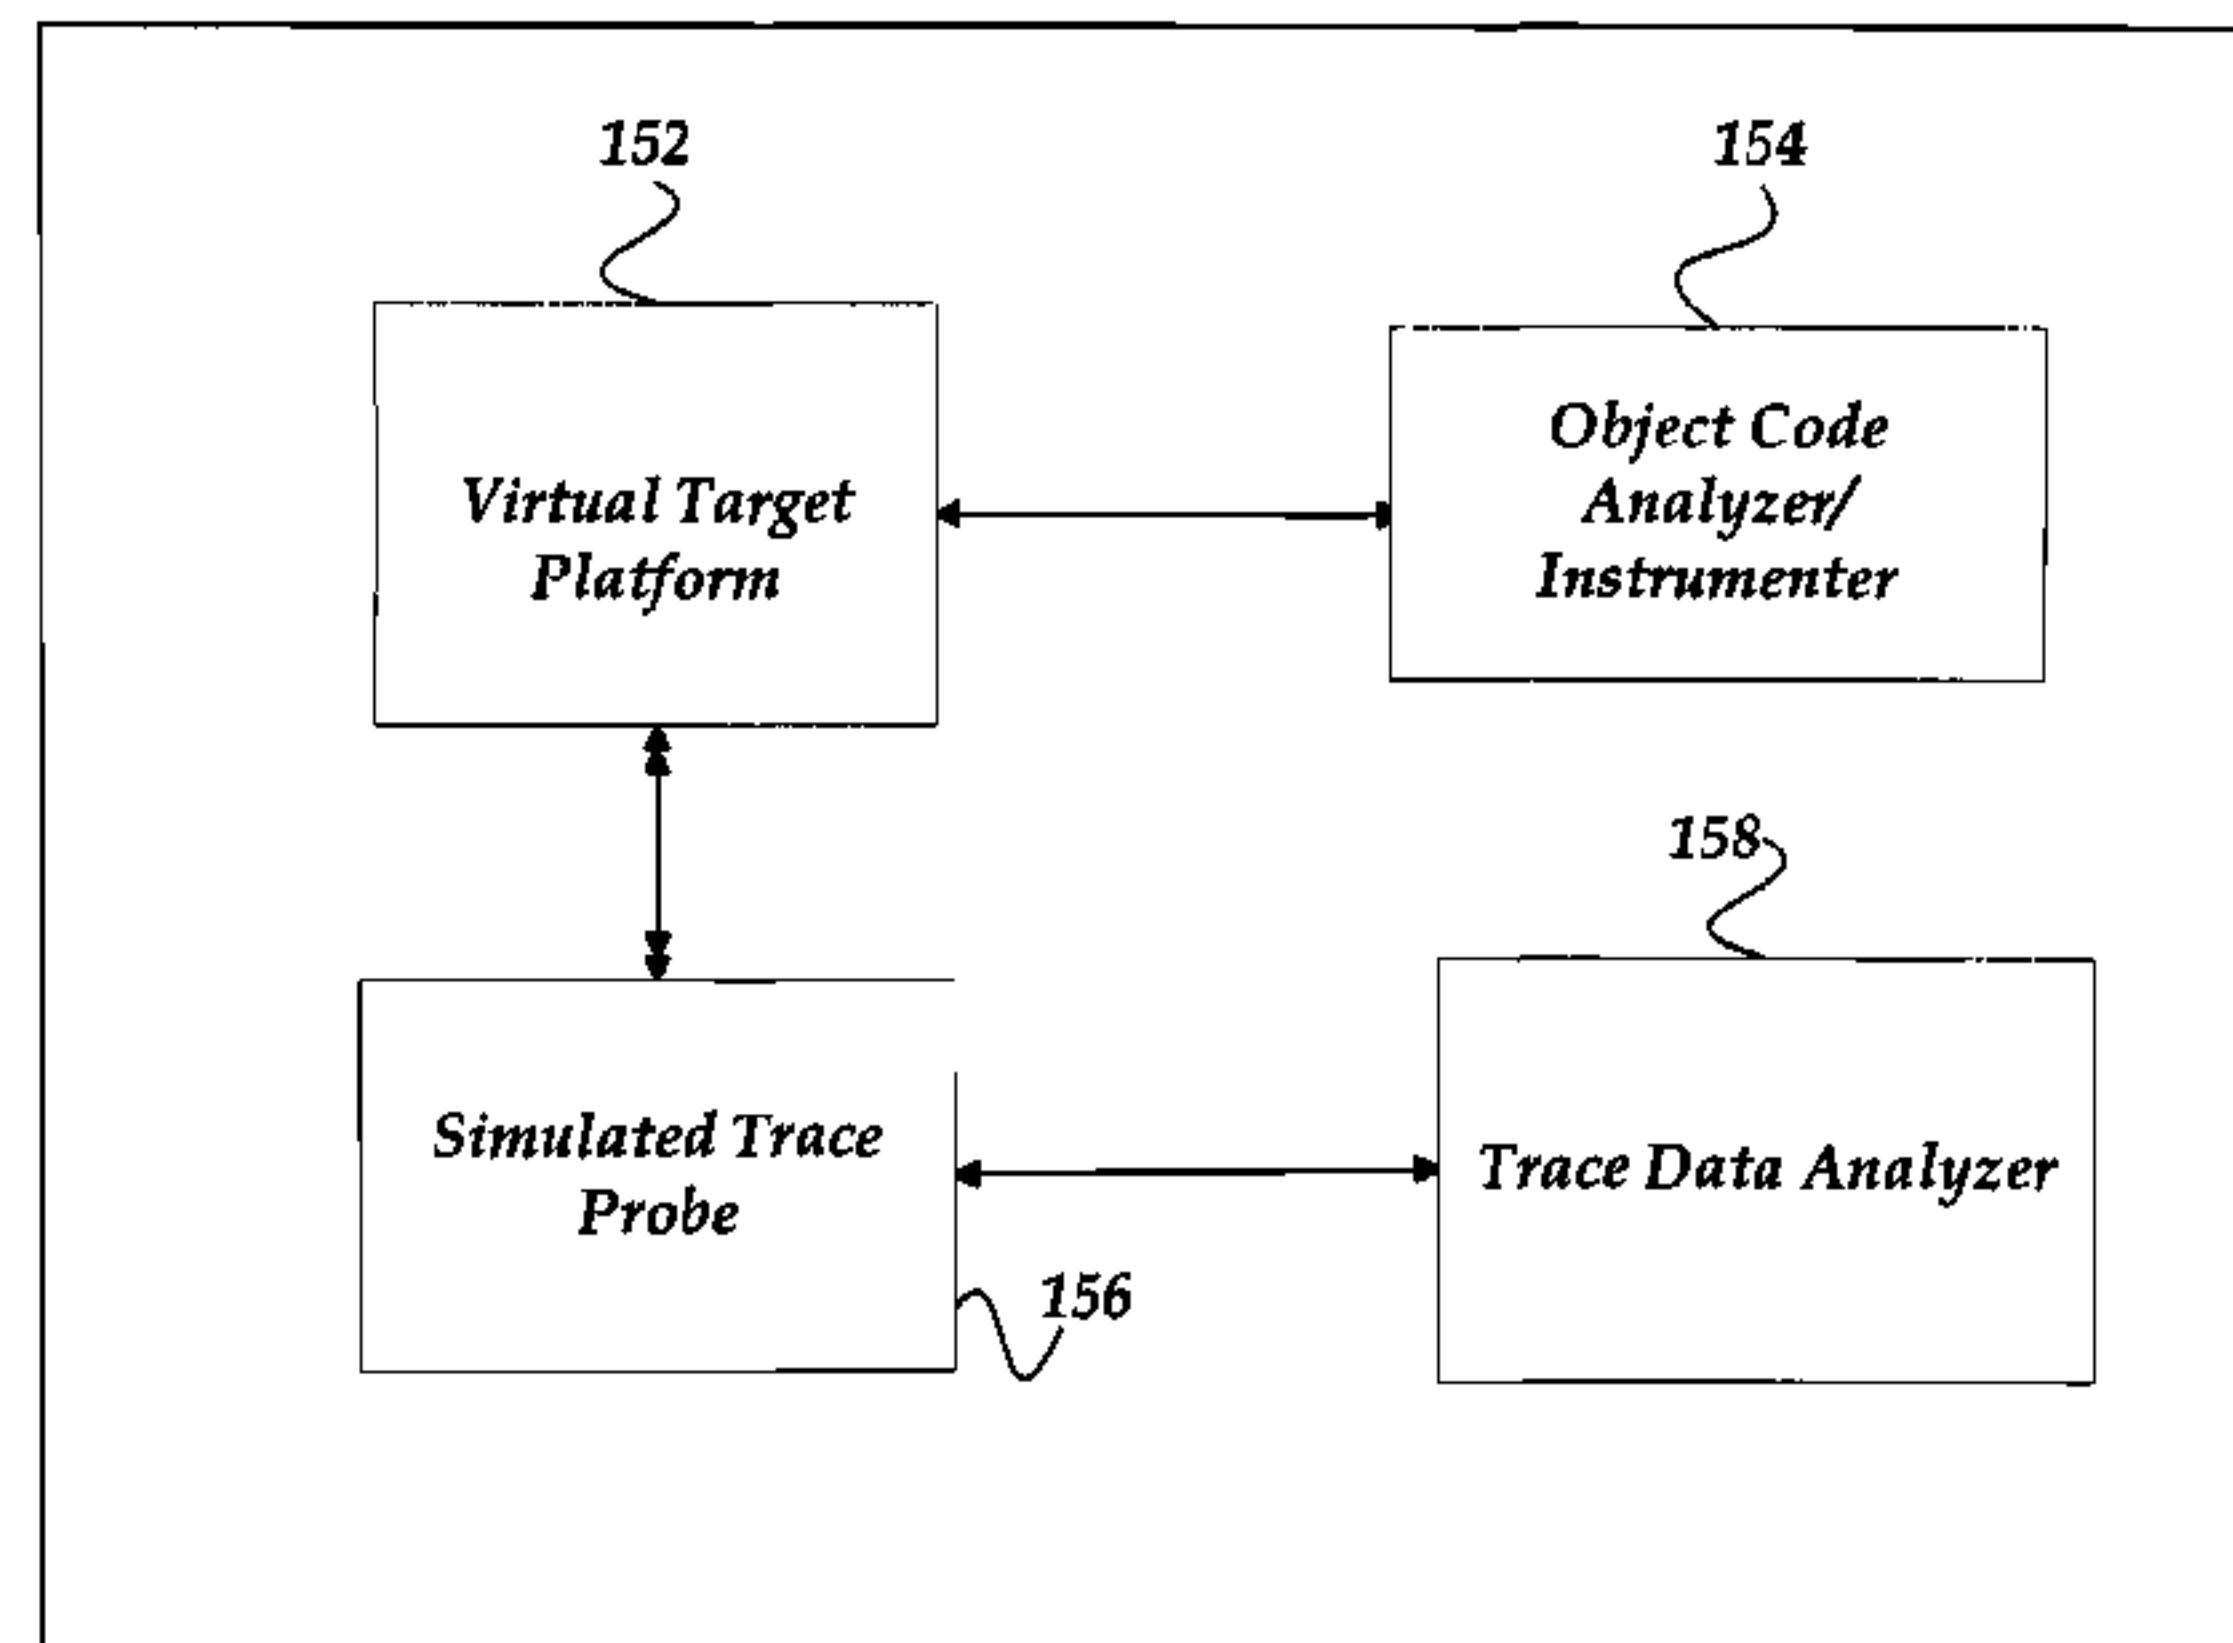 152
154
Virtual Target
Platform
Object Code
Analyzer/
Instrumenter
158
Simulated Trace
Probe
Trace Data Analyzer
156